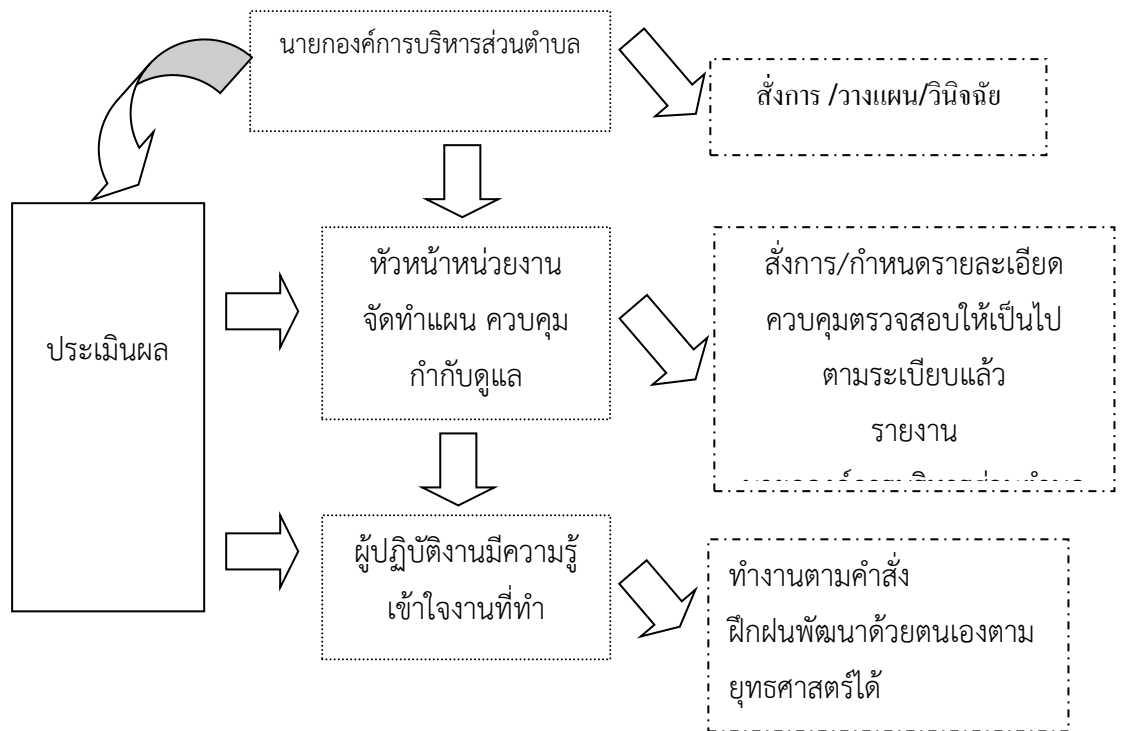 นายกองค์การบริหารส่วนตำบล
สั่งการ /วางแผน/วินิจฉัย
ประเมินผล
หัวหน้าหน่วยงาน
จัดทำแผน ควบคุม
กำกับดูแล
สั่งการ/กำหนดรายละเอียด
ควบคุมตรวจสอบให้เป็นไป
ตามระเบียบแล้ว
รายงาน
ผู้ปฏิบัติงานมีความรู้
เข้าใจงานที่ทำ
ทำงานตามคำสั่ง
ฝึกฝนพัฒนาด้วยตนเองตาม
ยุทธศาสตร์ได้